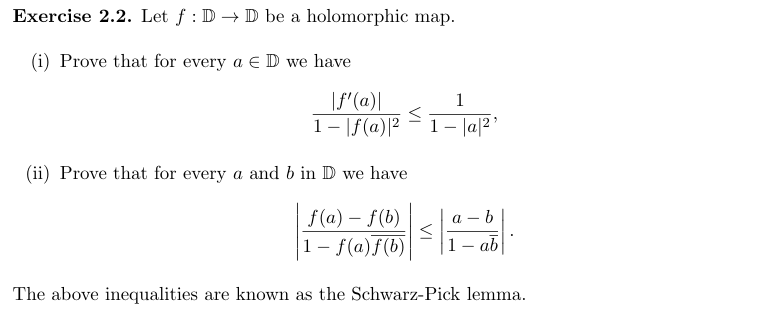 Exercise 2.2. Let $f : \mathbb{D} \to \mathbb{D}$ be a holomorphic map.
(i) Prove that for every $a \in \mathbb{D}$ we have
$$\frac{|f'(a)|}{1 - |f(a)|^2} \leq \frac{1}{1 - |a|^2},$$
(ii) Prove that for every $a$ and $b$ in $\mathbb{D}$ we have
$$\left| \frac{f(a) - f(b)}{1 - f(a)\overline{f(b)}} \right| \leq \left| \frac{a - b}{1 - a\overline{b}} \right|.$$
The above inequalities are known as the Schwarz-Pick lemma.